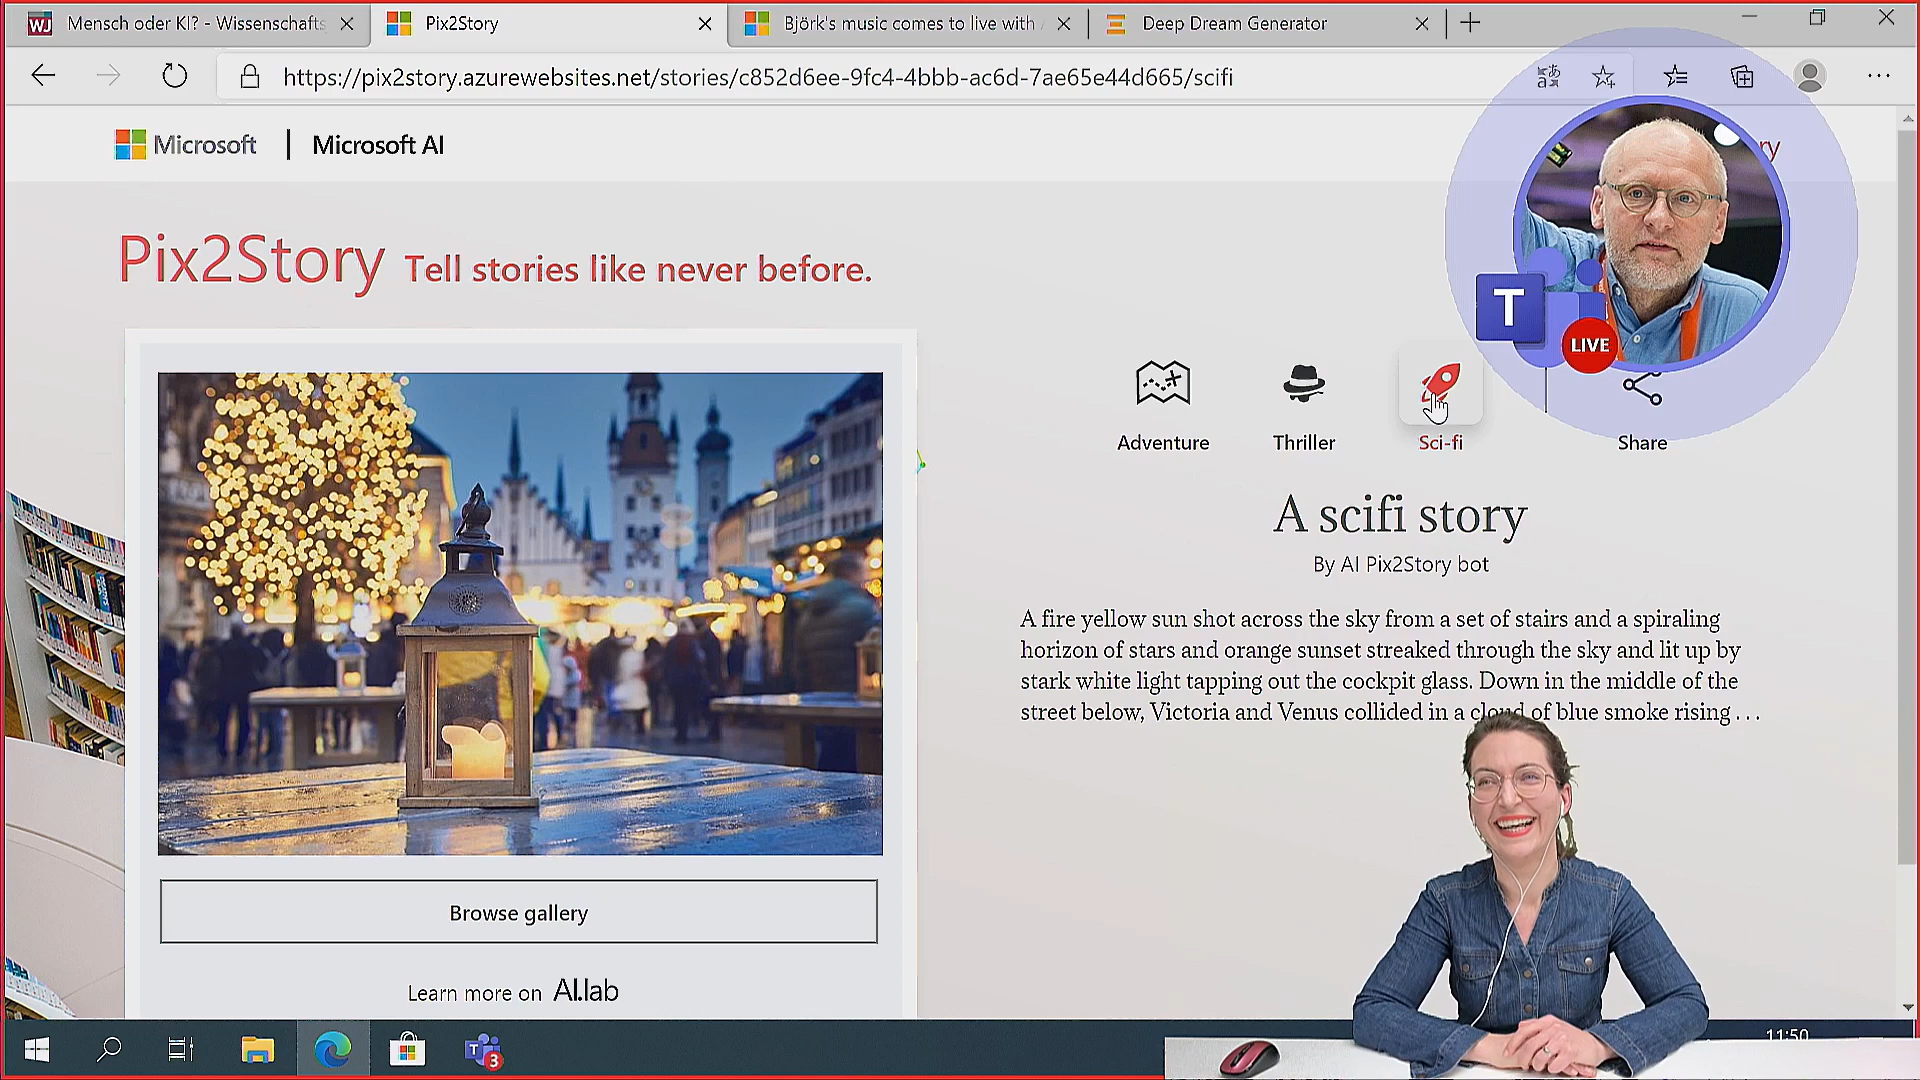 WJ Mensch oder KI? - Wissenschafts
Pix2Story
Björk's music comes to live with
Deep Dream Generator
https://pix2story.azurewebsites.net/stories/c852d6ee-9fc4-4bbb-ac6d-7ae65e44d665/scifi
Microsoft | Microsoft AI
ry
Pix2Story Tell stories like never before.
T
LIVE
Adventure
Thriller
Sci-fi
Share
A scifi story
By AI Pix2Story bot
A fire yellow sun shot across the sky from a set of stairs and a spiraling
horizon of stars and orange sunset streaked through the sky and lit up by
stark white light tapping out the cockpit glass. Down in the middle of the
street below, Victoria and Venus collided in a cloud of blue smoke rising . . .
Browse gallery
Learn more on AI.lab
T 3
11:50